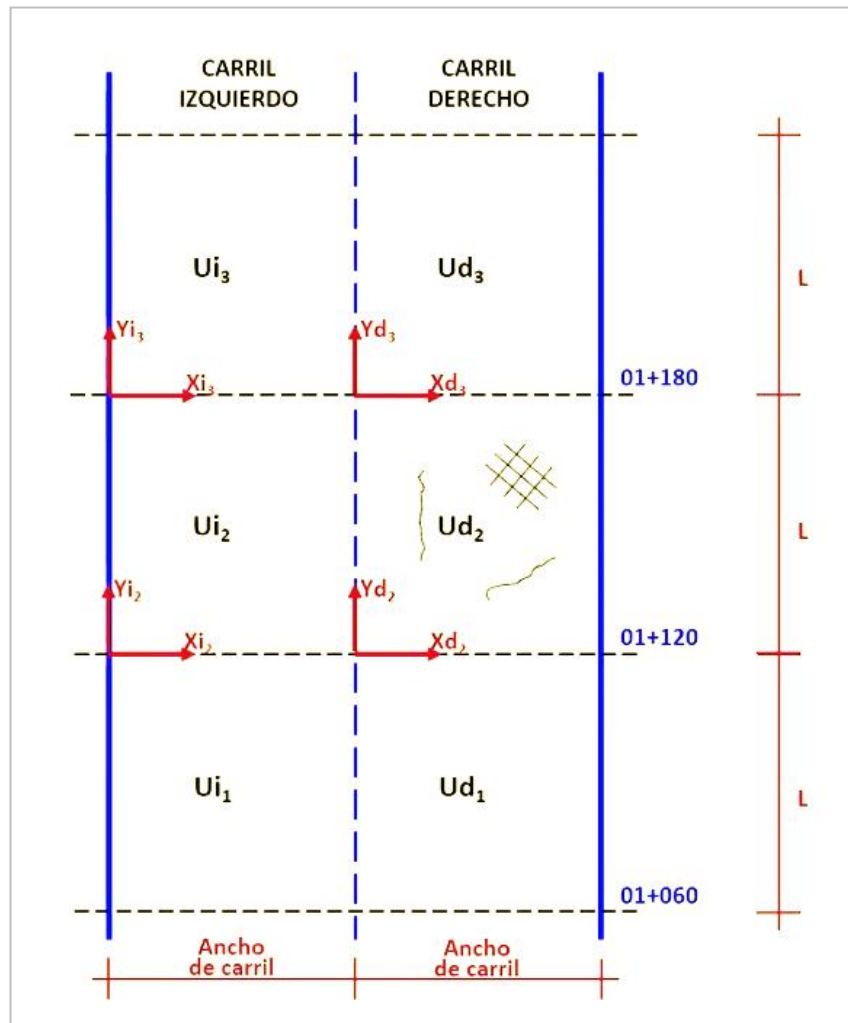 CARRIL
IZQUIERDO
CARRIL
DERECHO
Ui₃
Ud₃
L
Yi₃
Yd₃
Xi₃
Xd₃
01+180
Ui₂
Ud₂
L
Yi₂
Yd₂
Xi₂
Xd₂
01+120
Ui₁
Ud₁
L
01+060
Ancho
de carril
Ancho
de carril